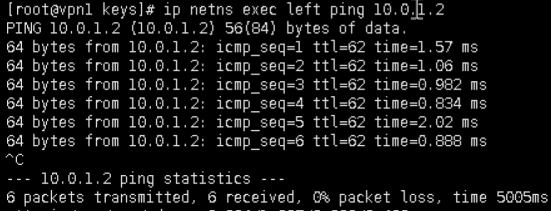 [root@vpn1 keys]# ip netns exec left ping 10.0.1.2
PING 10.0.1.2 (10.0.1.2) 56(84) bytes of data.
64 bytes from 10.0.1.2: icmp_seq=1 ttl=62 time=1.57 ms
64 bytes from 10.0.1.2: icmp_seq=2 ttl=62 time=1.06 ms
64 bytes from 10.0.1.2: icmp_seq=3 ttl=62 time=0.982 ms
64 bytes from 10.0.1.2: icmp_seq=4 ttl=62 time=0.834 ms
64 bytes from 10.0.1.2: icmp_seq=5 ttl=62 time=2.02 ms
64 bytes from 10.0.1.2: icmp_seq=6 ttl=62 time=0.888 ms
^C
--- 10.0.1.2 ping statistics ---
6 packets transmitted, 6 received, 0% packet loss, time 5005ms